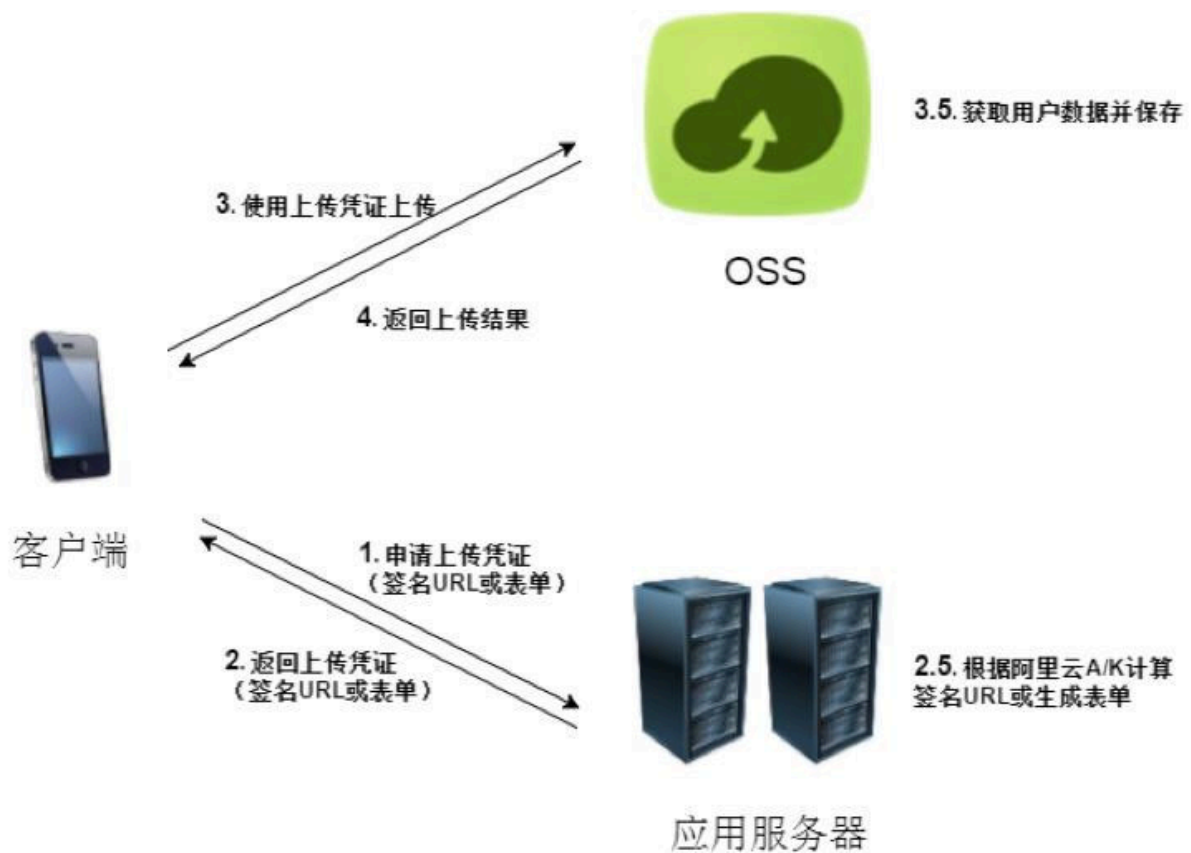 3.5. 获取用户数据并保存
3. 使用上传凭证上传
OSS
4. 返回上传结果
客户端
1. 申请上传凭证
（签名URL或表单）
2. 返回上传凭证
（签名URL或表单）
2.5. 根据阿里云A/K计算
签名URL或生成表单
应用服务器